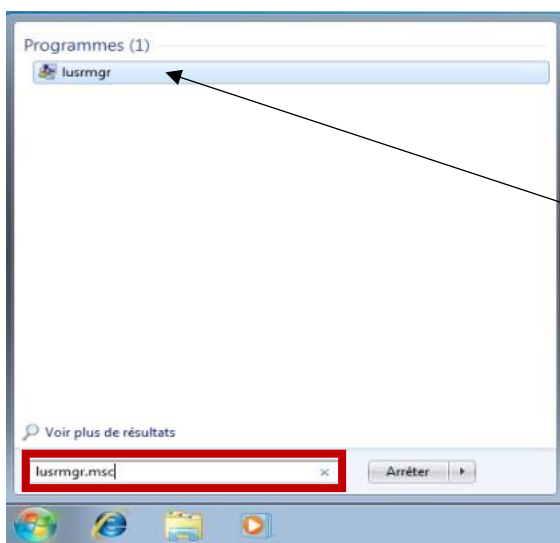 Programmes (1)
lusrmgr
Voir plus de résultats
lusrmgr.msc
Arrêter